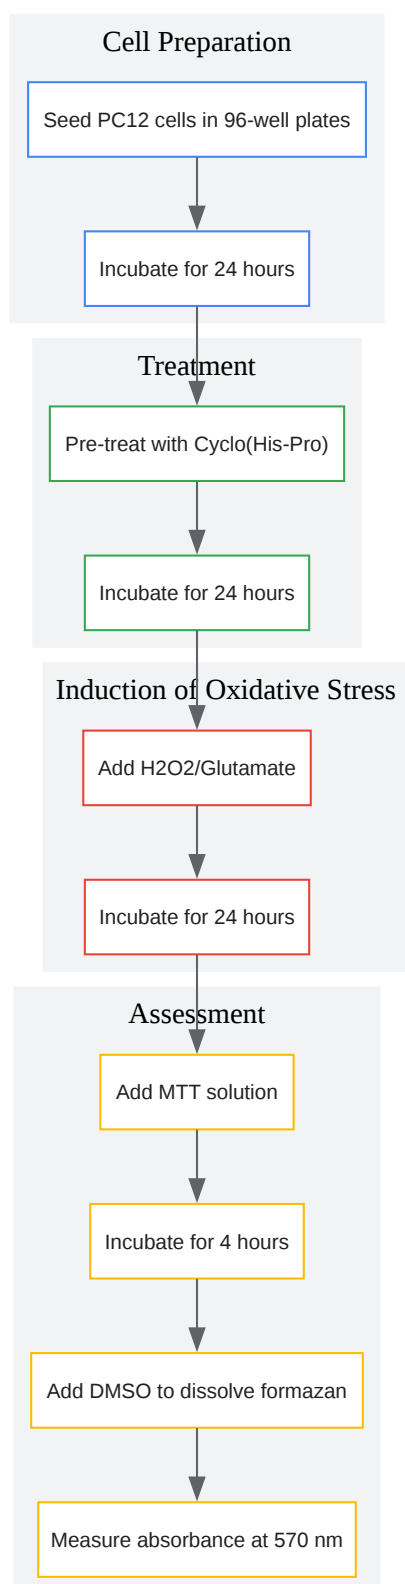 Cell Preparation
Seed PC12 cells in 96-well plates
Incubate for 24 hours
Treatment
Pre-treat with Cyclo(His-Pro)
Incubate for 24 hours
Induction of Oxidative Stress
Add H2O2/Glutamate
Incubate for 24 hours
Assessment
Add MTT solution
Incubate for 4 hours
Add DMSO to dissolve formazan
Measure absorbance at 570 nm